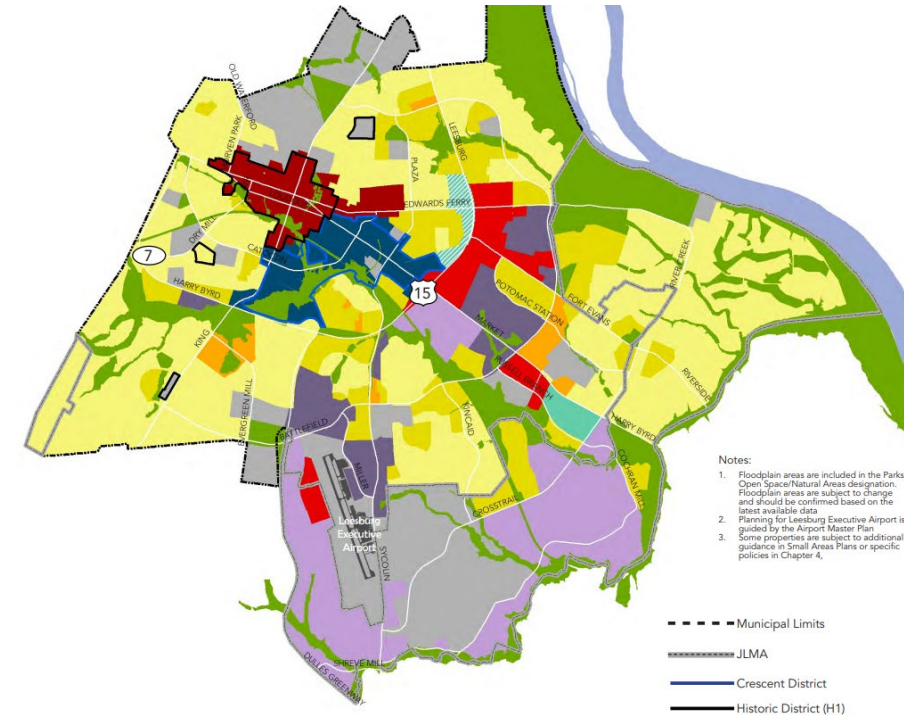 OLD WATERFORD
LEESBURG
PLAZA
EDWARDS FERRY
DRY MILL
7
CATOCTIN
HARRY BYRD
15
RIVER CREEK
POTOMAC STATION
FORT EVANS
MARKET
KING
RUSSELL BRANCH
RIVERSIDE
EVERGREEN MILL
KINCAID
HARRY BYRD
BATTLEFIELD
MILLER
COCHRAN MILL
CROSSTRAIL
Leesburg
Executive
Airport
SYCOLIN
SHREVE MILL
DULLES GREENWAY
Notes:
1. Floodplain areas are included in the Parks
Open Space/Natural Areas designation.
Floodplain areas are subject to change
and should be confirmed based on the
latest available data
2. Planning for Leesburg Executive Airport is
guided by the Airport Master Plan
3. Some properties are subject to additional
guidance in Small Areas Plans or specific
policies in Chapter 4,
Municipal Limits
JLMA
Crescent District
Historic District (H1)